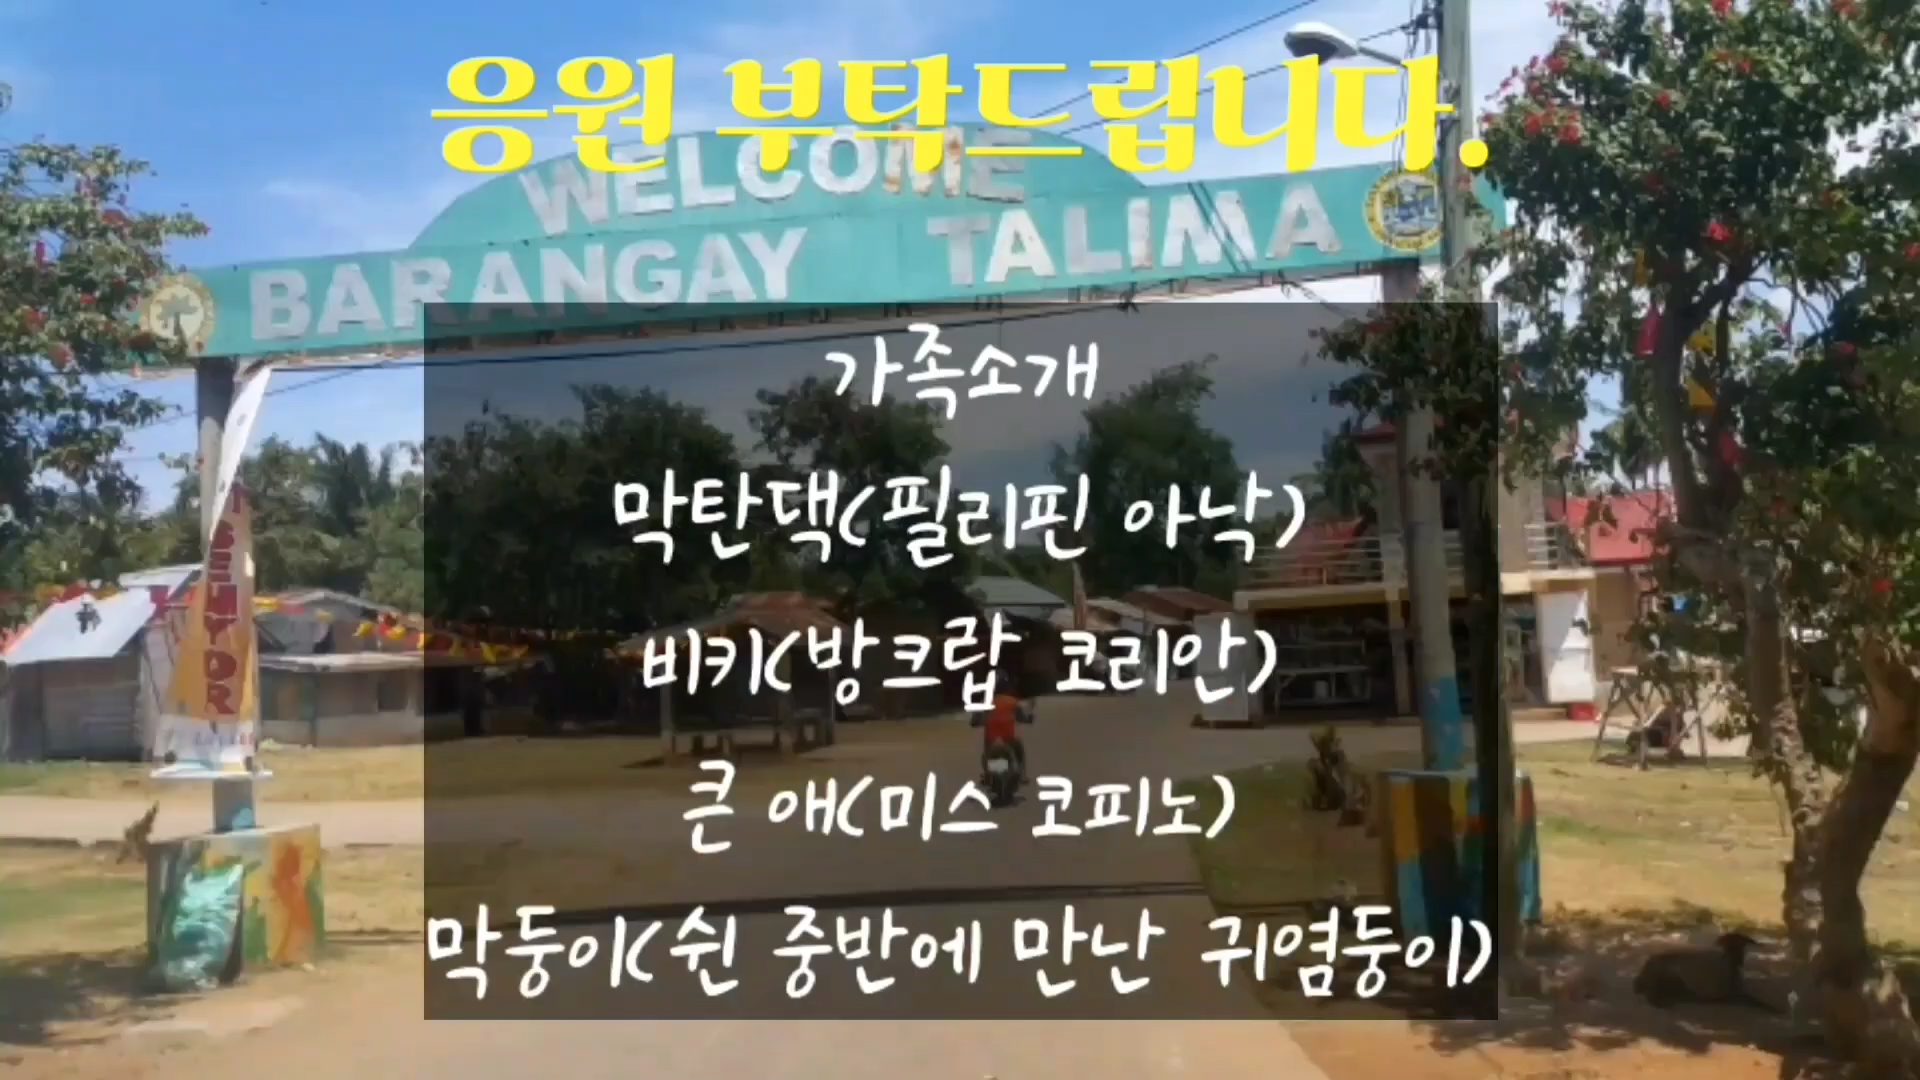 응원 부탁드립니다.
WELCOME
BARANGAY TALIMA
가족소개
막탄댁(필리핀 아낙)
비키(방크랍 코리안)
큰 애(미스 코피노)
막둥이(쉰 중반에 만난 귀염둥이)